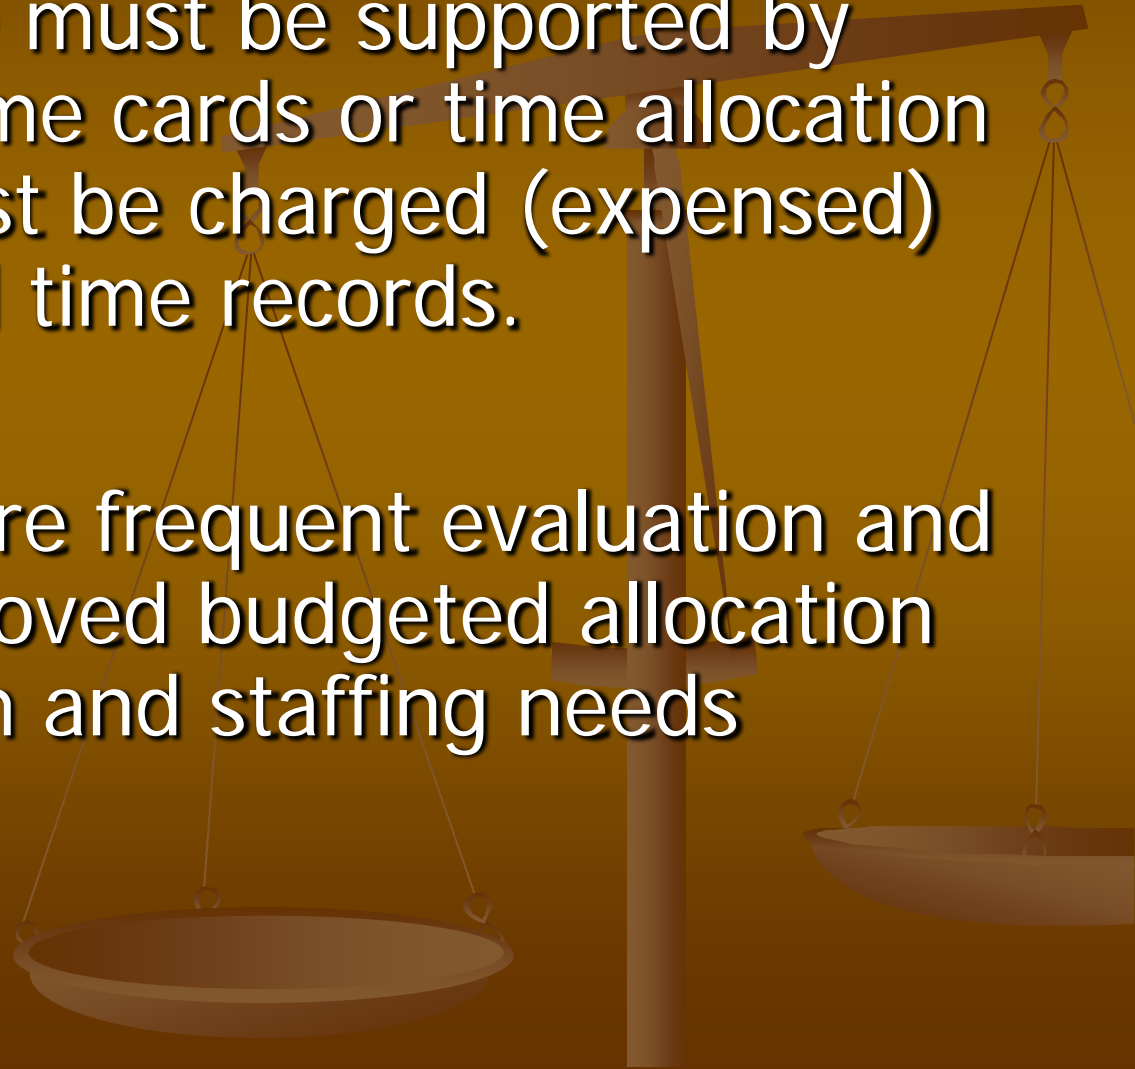 must be supported by
me cards or time allocation
st be charged (expensed)
time records.
re frequent evaluation and
oved budgeted allocation
and staffing needs